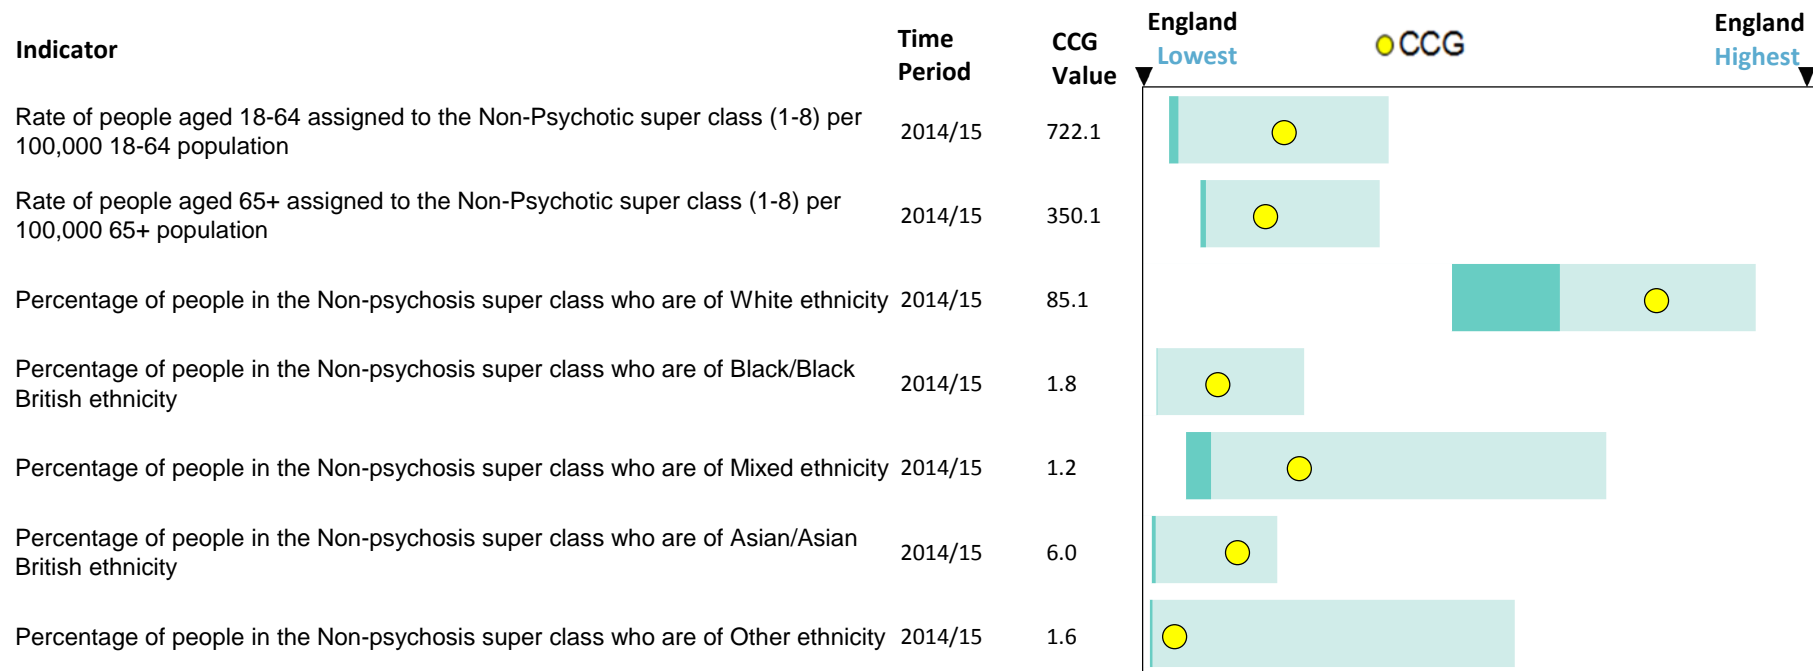 Indicator
Time
Period
CCG
Value
England
Lowest
CCG
England
Highest
Rate of people aged 18-64 assigned to the Non-Psychotic super class (1-8) per
100,000 18-64 population
2014/15
722.1
Rate of people aged 65+ assigned to the Non-Psychotic super class (1-8) per
100,000 65+ population
2014/15
350.1
Percentage of people in the Non-psychosis super class who are of White ethnicity
2014/15
85.1
Percentage of people in the Non-psychosis super class who are of Black/Black
British ethnicity
2014/15
1.8
Percentage of people in the Non-psychosis super class who are of Mixed ethnicity
2014/15
1.2
Percentage of people in the Non-psychosis super class who are of Asian/Asian
British ethnicity
2014/15
6.0
Percentage of people in the Non-psychosis super class who are of Other ethnicity
2014/15
1.6